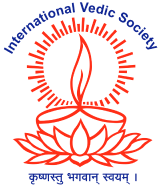 International Vedic Society
कृष्णस्तु भगवान् स्वयम् ।